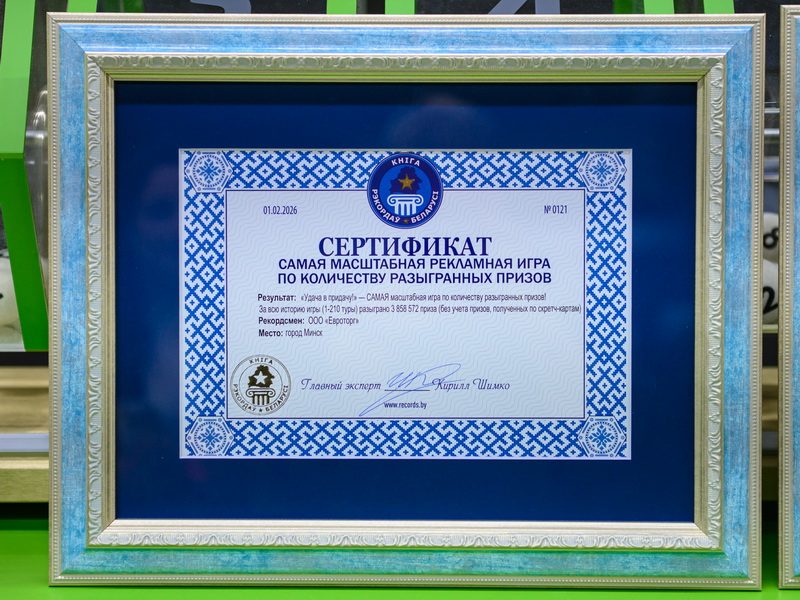 КНІГА
РЭКОРДАЎ БЕЛАРУСІ
01.02.2026
№ 0121
СЕРТИФИКАТ
САМАЯ МАСШТАБНАЯ РЕКЛАМНАЯ ИГРА
ПО КОЛИЧЕСТВУ РАЗЫГРАННЫХ ПРИЗОВ
Результат: «Удача в придачу!» — САМАЯ масштабная игра по количеству разыгранных призов!
За всю историю игры (1-210 туры) разыграно 3 858 572 приза (без учета призов, полученных по скретч-картам)
Рекордсмен: ООО «Евроторг»
Место: город Минск
КНІГА
РЭКОРДАЎ БЕЛАРУСІ
Главный эксперт Кирилл Шимко
www.records.by